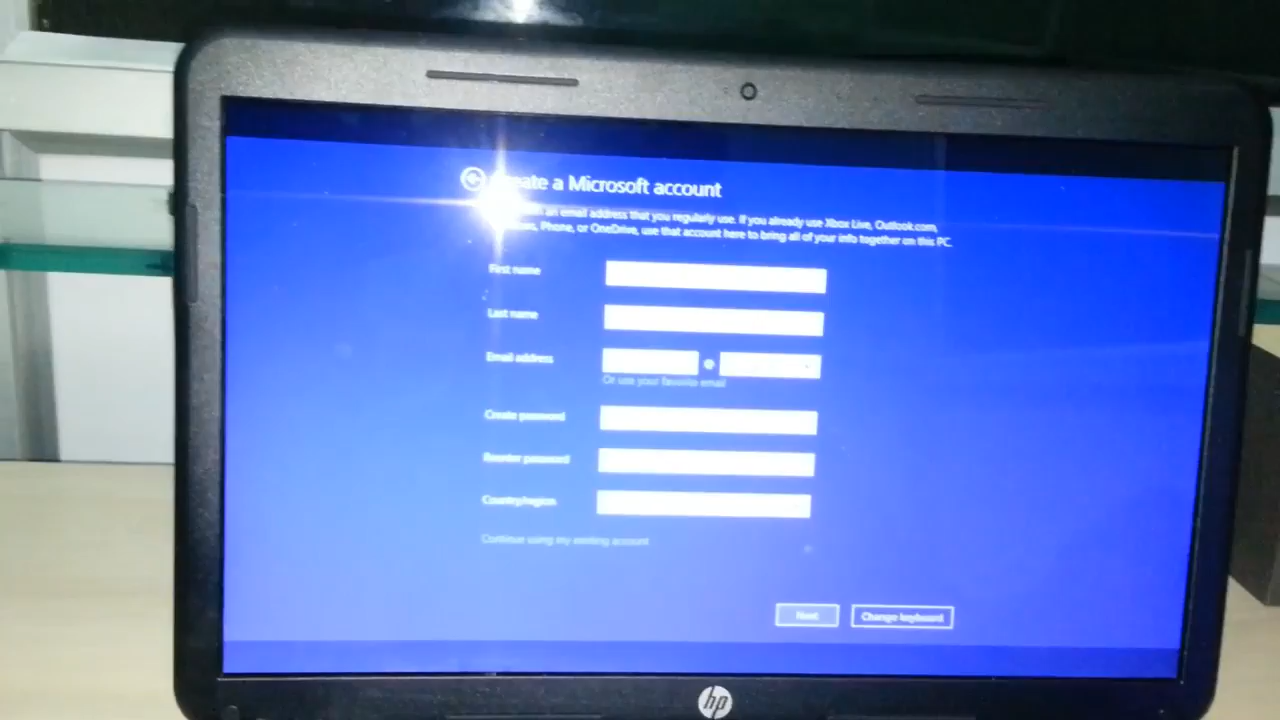 Create a Microsoft account
an email address that you regularly use. If you already use Xbox Live, Outlook.com,
Phone, or OneDrive, use that account here to bring all of your info together on this PC.
First name
Last name
Email address
@
Or use your favorite email
Create password
Reenter password
Country/region
Continue using my existing account
Next
Change keyboard
hp